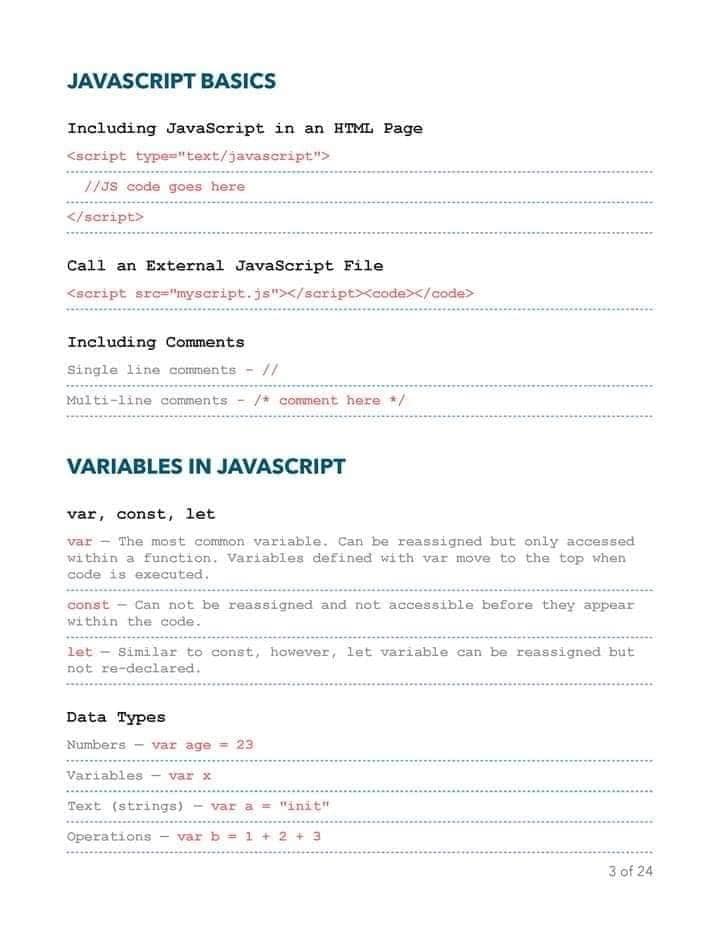 JAVASCRIPT BASICS
Including JavaScript in an HTML Page
<script type="text/javascript">
//JS code goes here
</script>
Call an External JavaScript File
<script src="myscript.js"></script><code></code>
Including Comments
Single line comments - //
Multi-line comments - /* comment here */
VARIABLES IN JAVASCRIPT
var, const, let
var — The most common variable. Can be reassigned but only accessed
within a function. Variables defined with var move to the top when
code is executed.
const — Can not be reassigned and not accessible before they appear
within the code.
let — Similar to const, however, let variable can be reassigned but
not re-declared.
Data Types
Numbers — var age = 23
Variables — var x
Text (strings) — var a = "init"
Operations — var b = 1 + 2 + 3
3 of 24